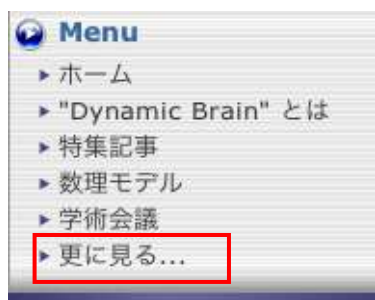 Menu
ホーム
"Dynamic Brain" とは
特集記事
数理モデル
学術会議
更に見る...